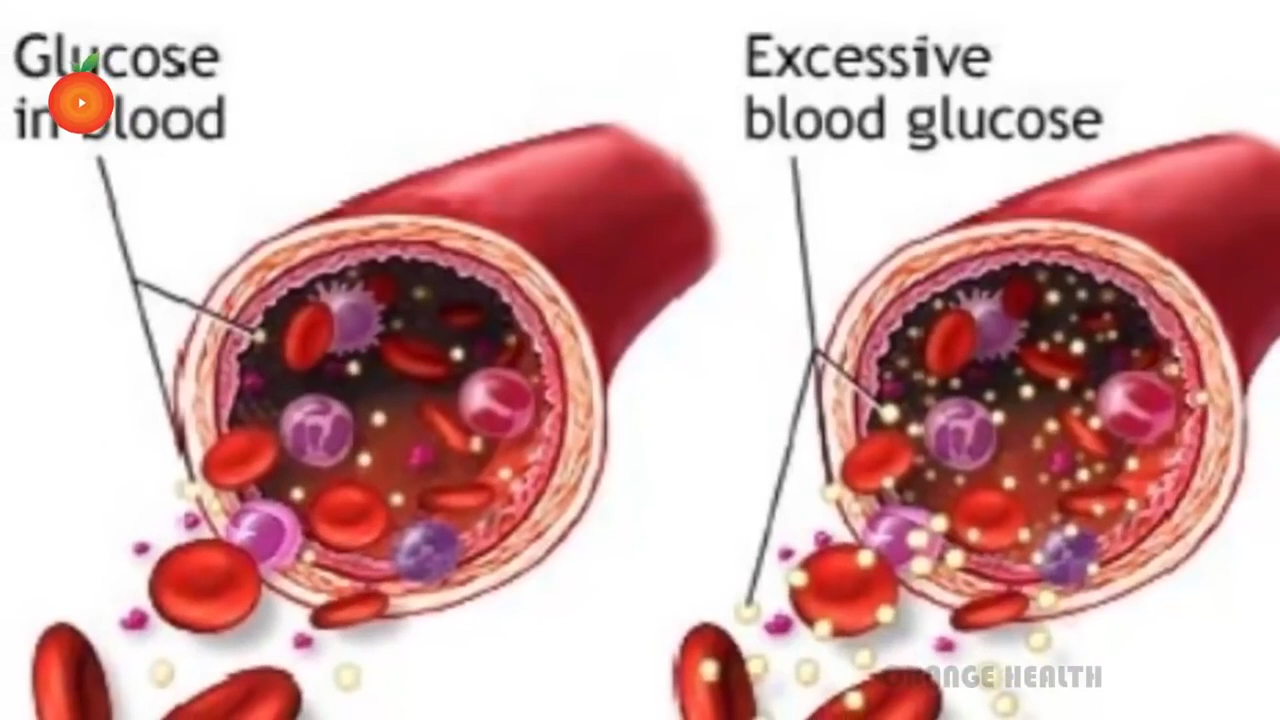 Glucose
in blood
Excessive
blood glucose
ORANGE HEALTH